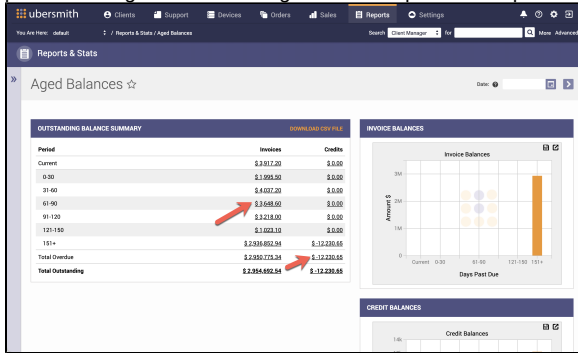 ubersmith Clients Support Devices Orders Sales Reports Settings
You Are Here: default / Reports & Stats / Aged Balances Search Client Manager for More Advanced
Reports & Stats
Aged Balances
Date:
OUTSTANDING BALANCE SUMMARY DOWNLOAD CSV FILE
Period Invoices Credits
Current $ 3,917.20 $ 0.00
0-30 $ 1,995.50 $ 0.00
31-60 $ 4,037.20 $ 0.00
61-90 $ 3,648.60 $ 0.00
91-120 $ 3,218.00 $ 0.00
121-150 $ 1,023.10 $ 0.00
151+ $ 2,936,852.94 $ -12,230.65
Total Overdue $ 2,950,775.34 $ -12,230.65
Total Outstanding $ 2,954,692.54 $ -12,230.65
INVOICE BALANCES
Invoice Balances
3M
2M
1M
0
Amount $
Current 0-30 61-90 121-150 151+
Days Past Due
CREDIT BALANCES
Credit Balances
14k